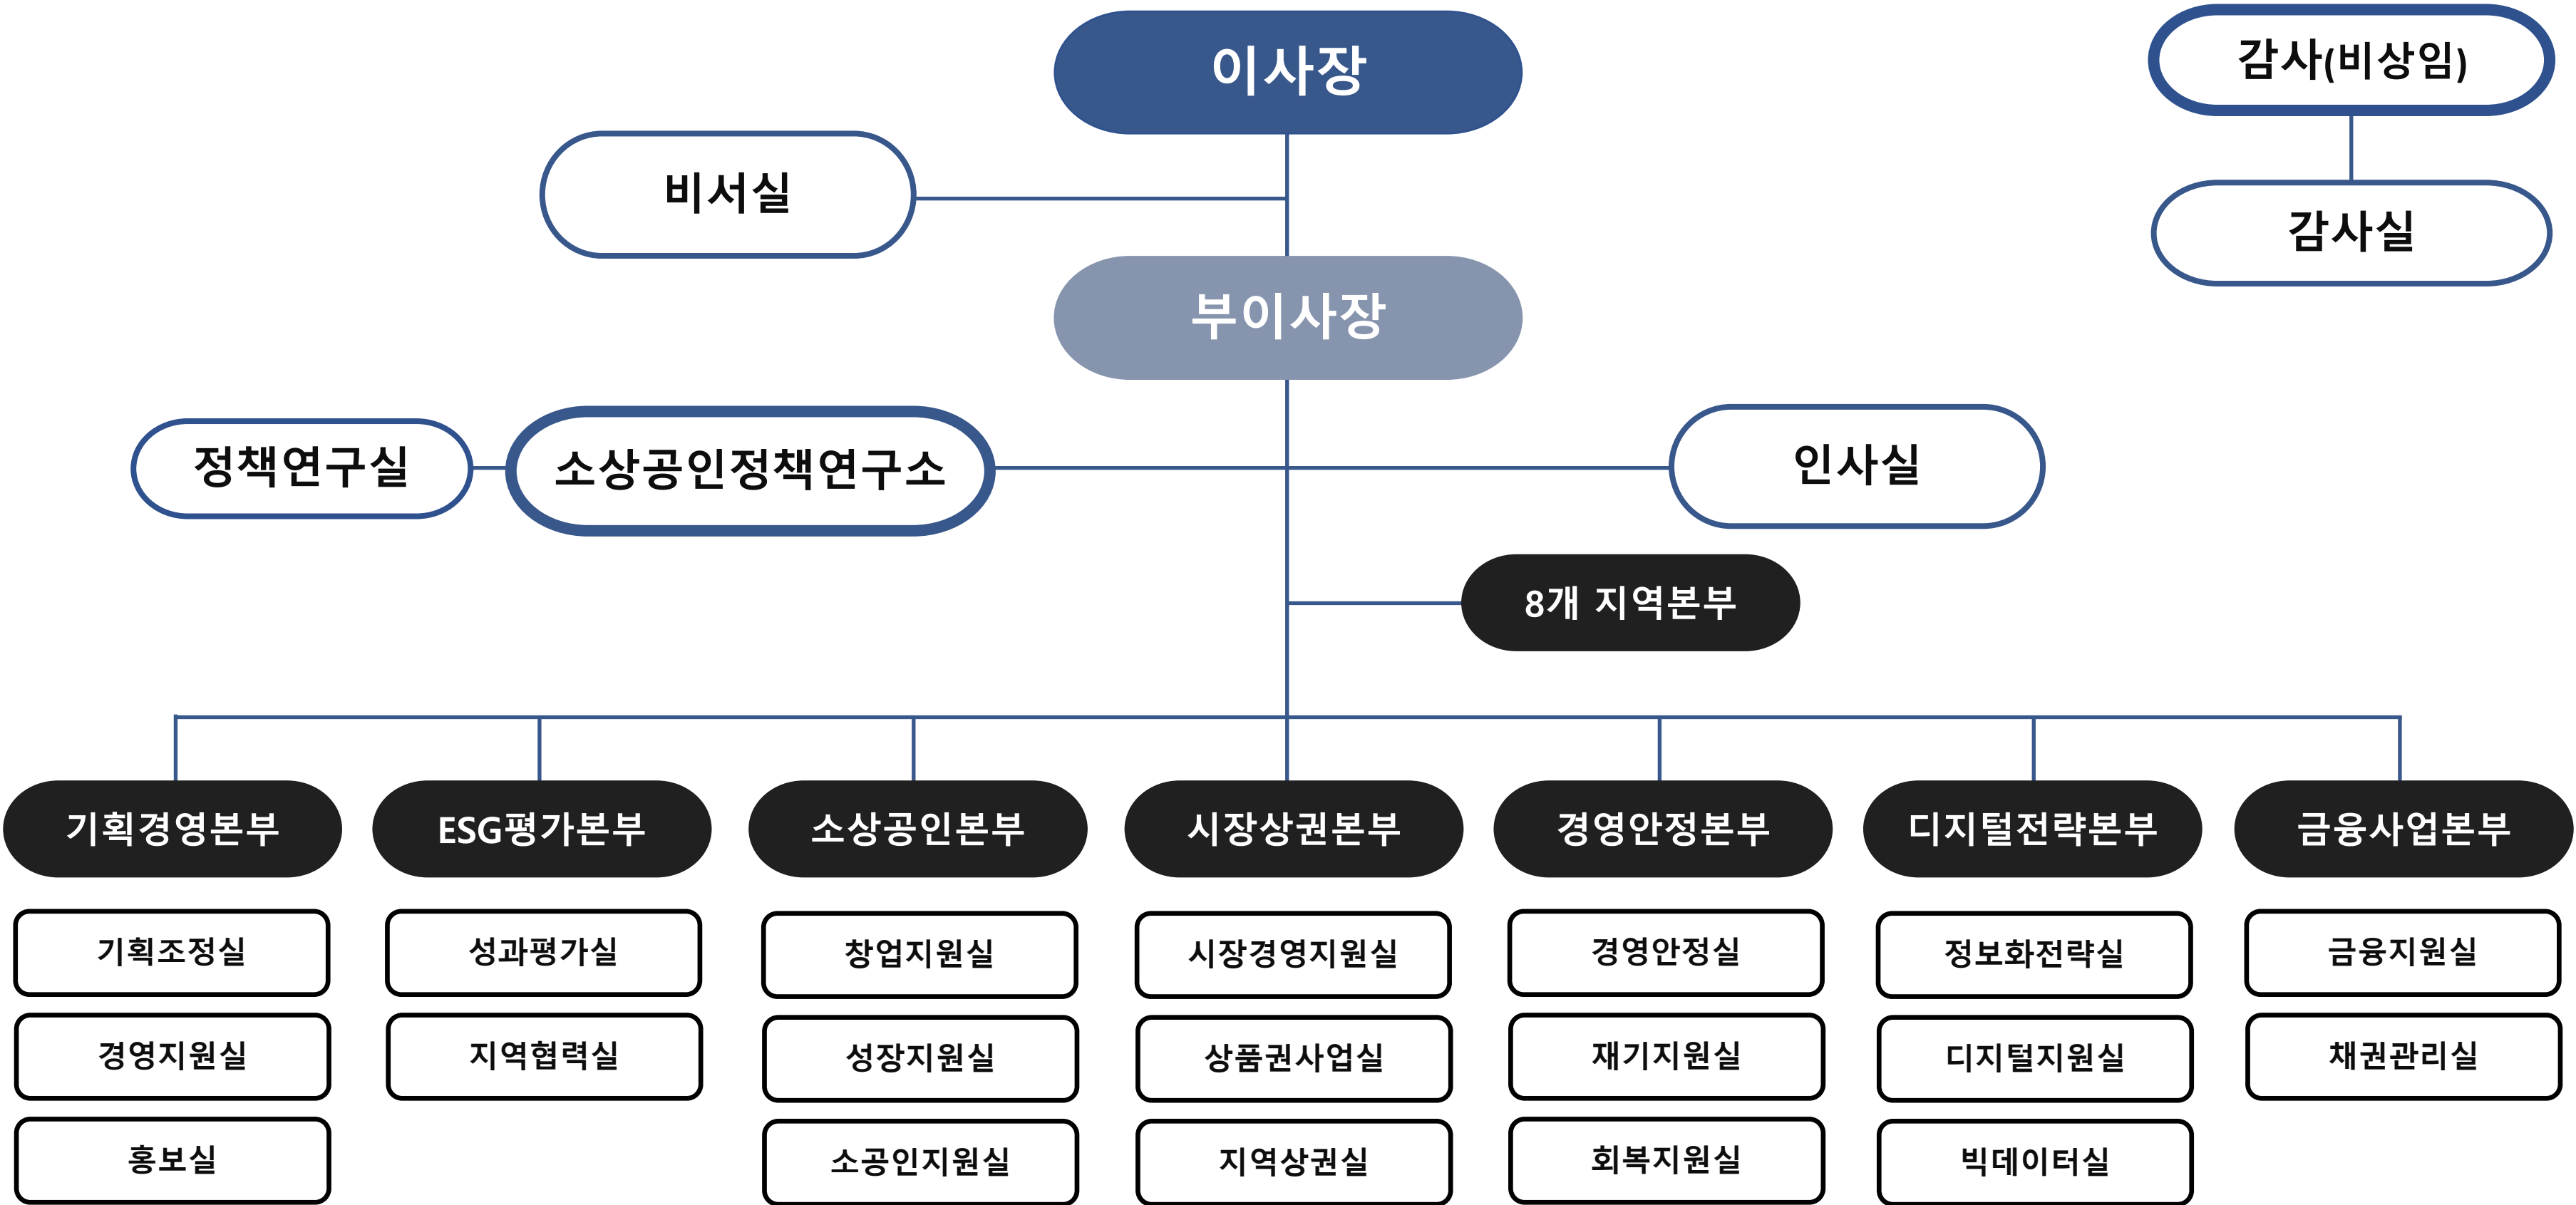 이사장
감사(비상임)
비서실
감사실
부이사장
정책연구실
소상공인정책연구소
인사실
8개 지역본부
기획경영본부
ESG평가본부
소상공인본부
시장상권본부
경영안정본부
디지털전략본부
금융사업본부
기획조정실
성과평가실
창업지원실
시장경영지원실
경영안정실
정보화전략실
금융지원실
경영지원실
지역협력실
성장지원실
상품권사업실
재기지원실
디지털지원실
채권관리실
홍보실
소공인지원실
지역상권실
회복지원실
빅데이터실